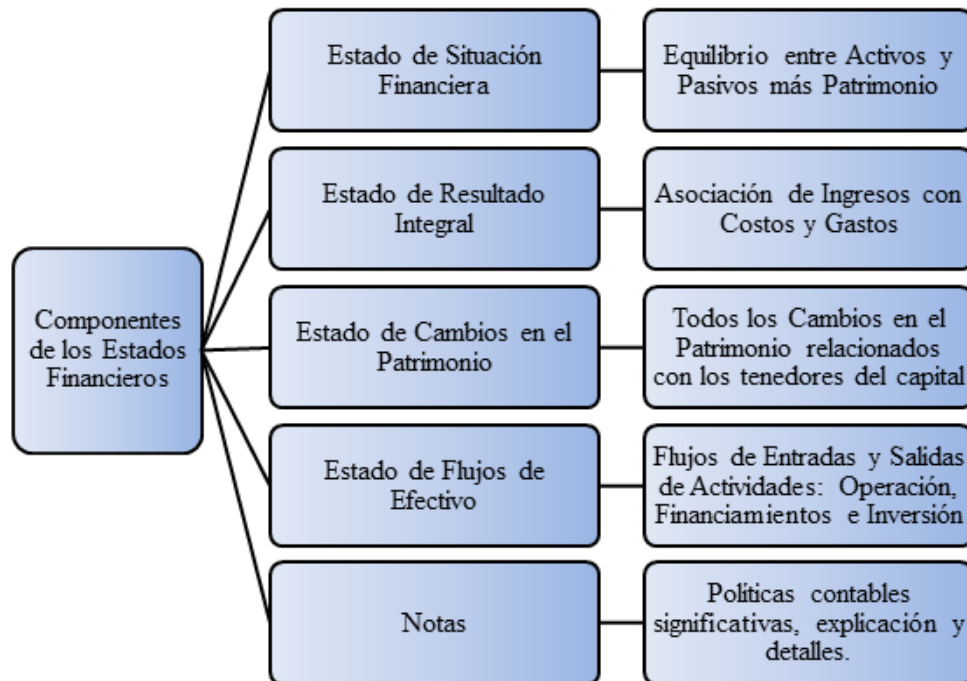 Componentes
de los Estados
Financieros
Estado de Situación
Financiera
Equilibrio entre Activos y
Pasivos más Patrimonio
Estado de Resultado
Integral
Asociación de Ingresos con
Costos y Gastos
Estado de Cambios en el
Patrimonio
Todos los Cambios en el
Patrimonio relacionados
con los tenedores del capital
Estado de Flujos de
Efectivo
Flujos de Entradas y Salidas
de Actividades: Operación,
Financiamientos e Inversión
Notas
Políticas contables
significativas, explicación y
detalles.